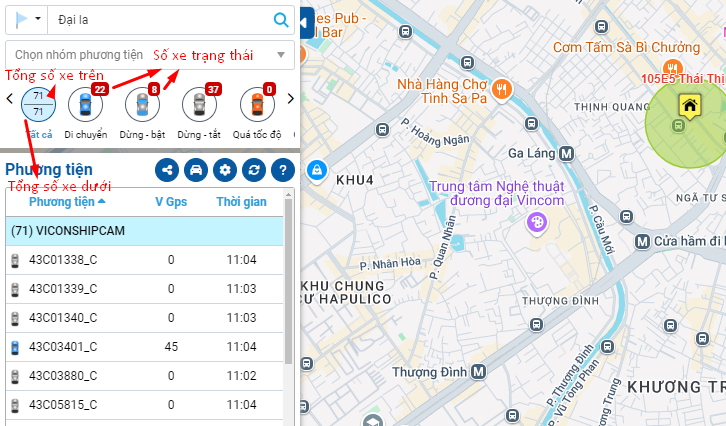 Đại la
Chọn nhóm phương tiện
Số xe trạng thái
Tổng số xe trên
71
71
22
8
37
0
Tất cả
Di chuyển
Dừng - bật
Dừng - tắt
Quá tốc độ
Phương tiện
Tổng số xe dưới
Phương tiện
V Gps
Thời gian
(71) VICONSHIPCAM
43C01338_C 0 11:04
43C01339_C 0 11:03
43C01340_C 0 11:03
43C03401_C 45 11:04
43C03880_C 0 11:02
43C05815_C 0 11:04
es Pub -
l Bar
Cơm Tấm Sà Bì Chưởng
Nhà Hàng Chợ
Tình Sa Pa
105E5 Thái Thị
THỊNH QUANG
P. Hoàng Ngân
Ga Láng
KHU4
Trung tâm Nghệ thuật
đương đại Vincom
NGÃ TƯ S
P. Cầu Mới
P. Quan Nhân
Cửa hầm đi b
P. Nhân Hòa
KHU CHUNG
CƯ HAPULICO
THƯỢNG ĐÌNH
Thượng Đình
P. Thượng Đình
P. Vũ Tông Phan
KHƯƠNG TR
ơng Trung